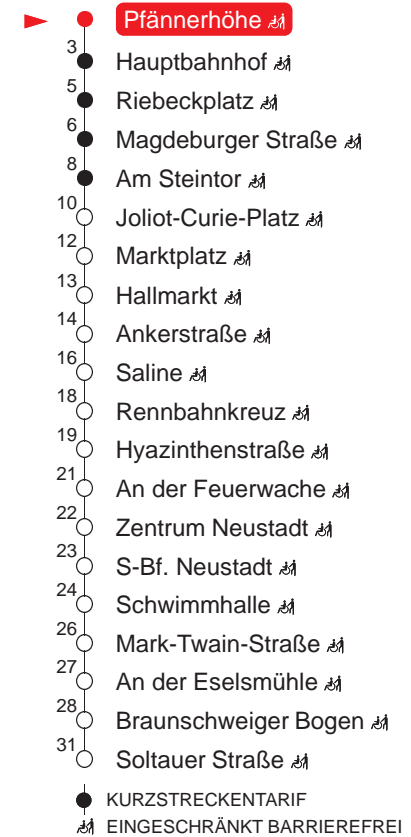 Pfännerhöhe
3 Hauptbahnhof
5 Riebeckplatz
6 Magdeburger Straße
8 Am Steintor
10 Joliot-Curie-Platz
12 Marktplatz
13 Hallmarkt
14 Ankerstraße
16 Saline
18 Rennbahnkreuz
19 Hyazinthenstraße
21 An der Feuerwache
22 Zentrum Neustadt
23 S-Bf. Neustadt
24 Schwimmhalle
26 Mark-Twain-Straße
27 An der Eselsmühle
28 Braunschweiger Bogen
31 Soltauer Straße
KURZSTRECKENTARIF
EINGESCHRÄNKT BARRIEREFREI